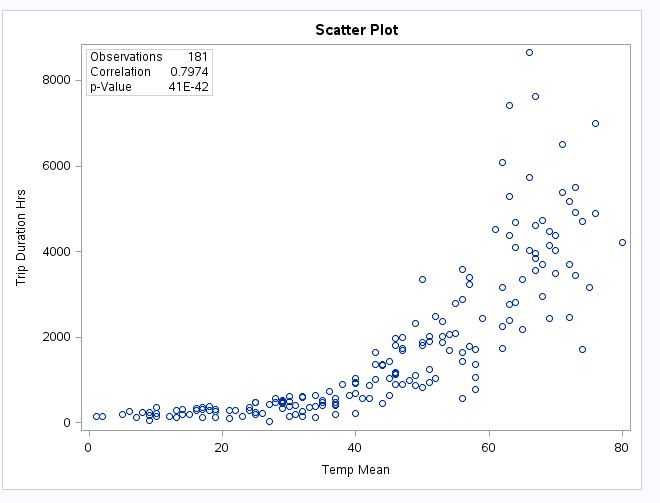 Scatter Plot
Observations 181
Correlation 0.7974
p-Value 41E-42
8000
6000
4000
2000
0
Trip Duration Hrs
0 20 40 60 80
Temp Mean